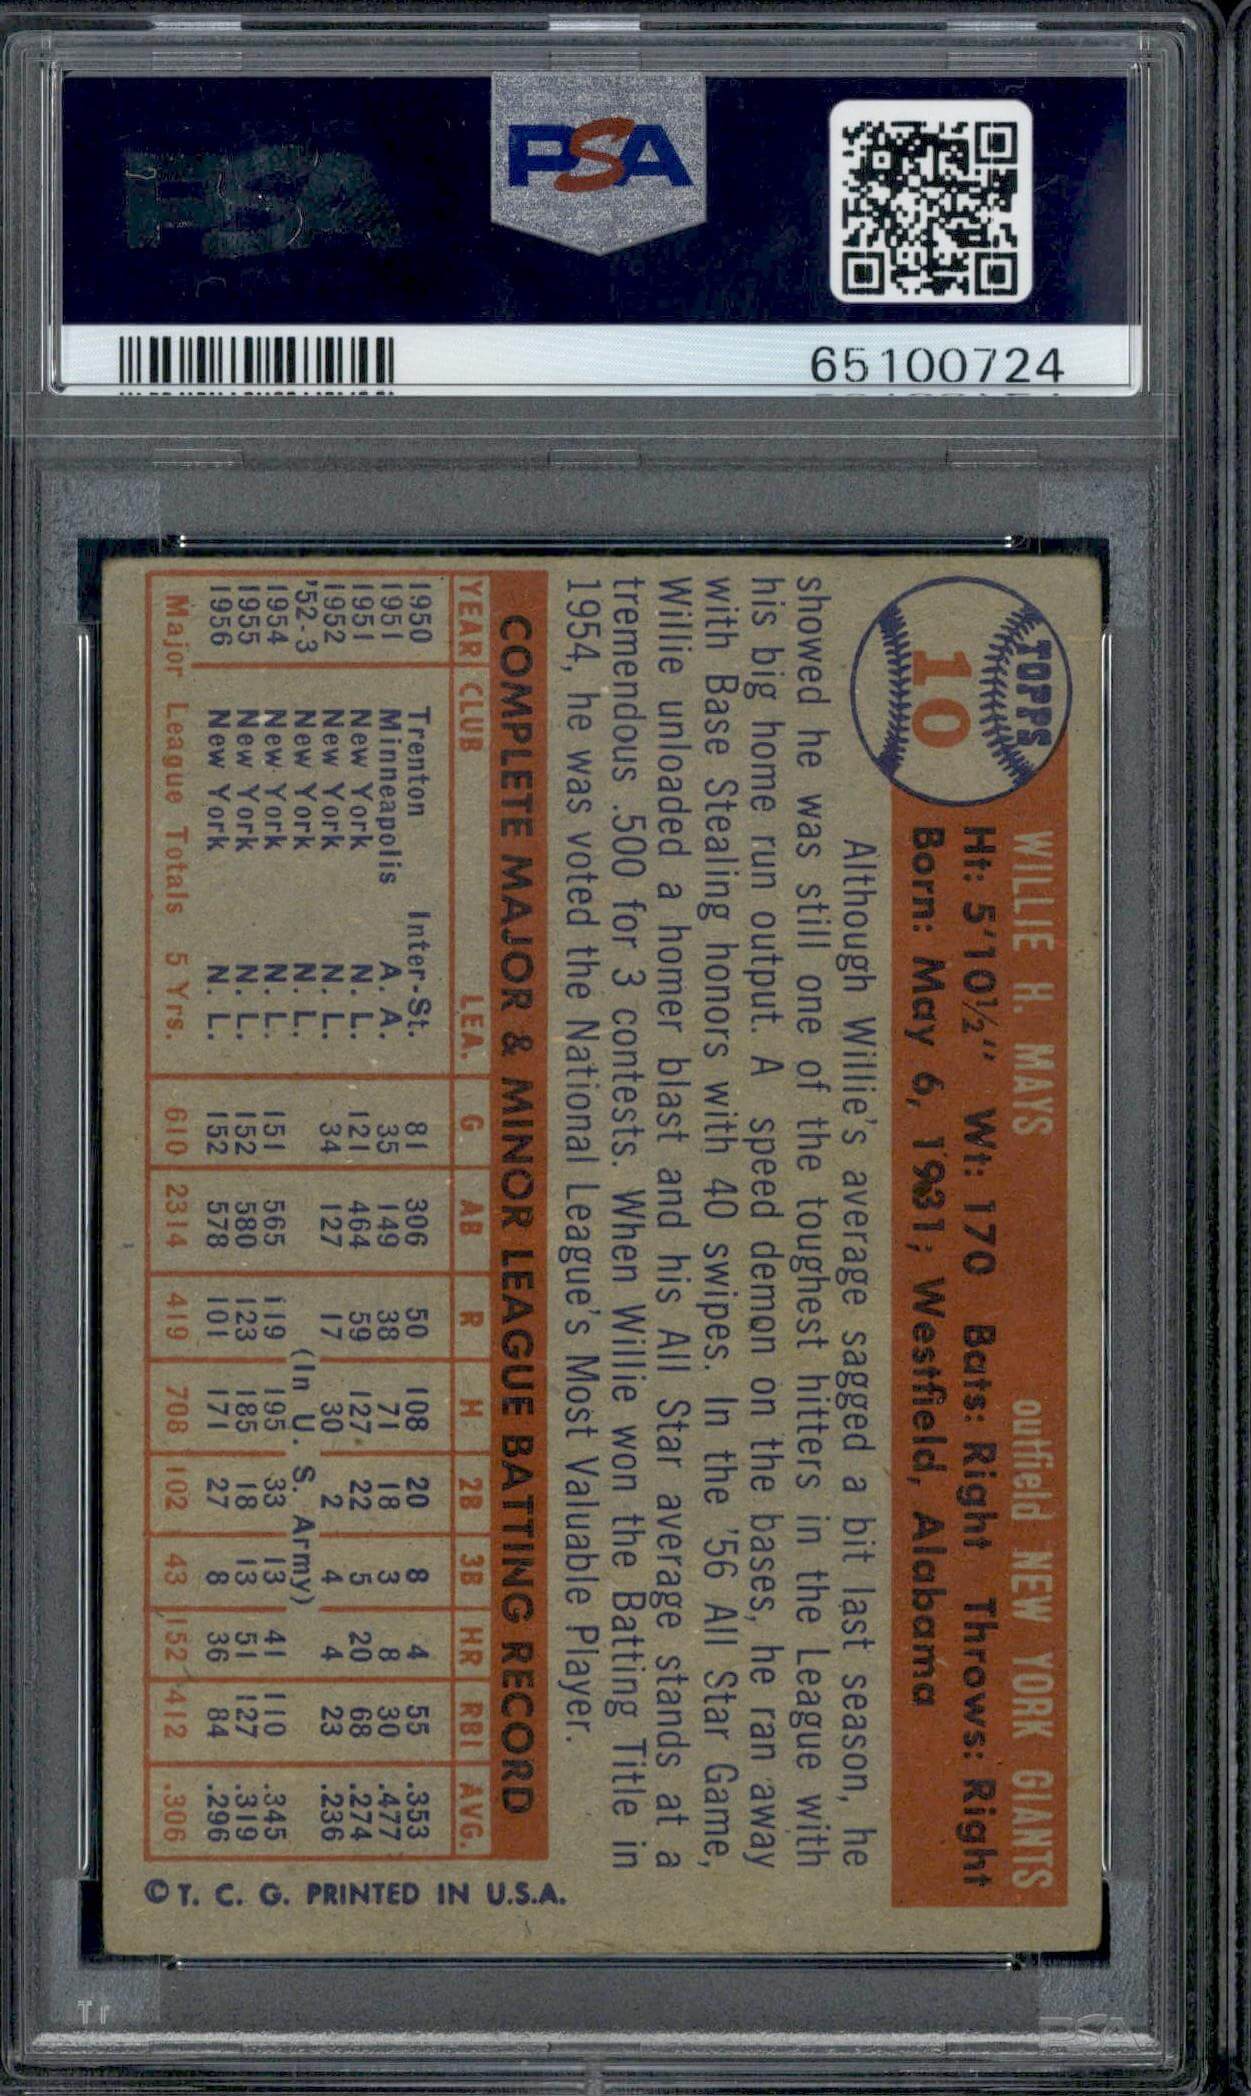 PSA
65100724
TOPPS
10
WILLIE H. MAYS outfield NEW YORK GIANTS
Ht: 5'10½" Wt: 170 Bats: Right Throws: Right
Born: May 6, 1931; Westfield, Alabama
Although Willie's average sagged a bit last season, he
showed he was still one of the toughest hitters in the League with
his big home run output. A speed demon on the bases, he ran away
with Base Stealing honors with 40 swipes. In the '56 All Star Game,
Willie unloaded a homer blast and his All Star average stands at a
tremendous .500 for 3 contests. When Willie won the Batting Title in
1954, he was voted the National League's Most Valuable Player.
COMPLETE MAJOR & MINOR LEAGUE BATTING RECORD
YEAR CLUB LEA. G AB R H 2B 3B HR RBI AVG.
1950 Trenton Inter-St. 81 306 50 108 20 8 4 55 .353
1951 Minneapolis A. A. 35 149 38 71 18 3 8 30 .477
1951 New York N. L. 121 464 59 127 22 5 20 68 .274
1952 New York N. L. 34 127 17 30 2 4 4 23 .236
'52-3 New York N. L. (In U. S. Army)
1954 New York N. L. 151 565 119 195 33 13 41 110 .345
1955 New York N. L. 152 580 123 185 18 13 51 127 .319
1956 New York N. L. 152 578 101 171 27 8 36 84 .296
Major League Totals 5 Yrs. 610 2314 419 708 102 43 152 412 .306
© T. C. G. PRINTED IN U.S.A.
PSA